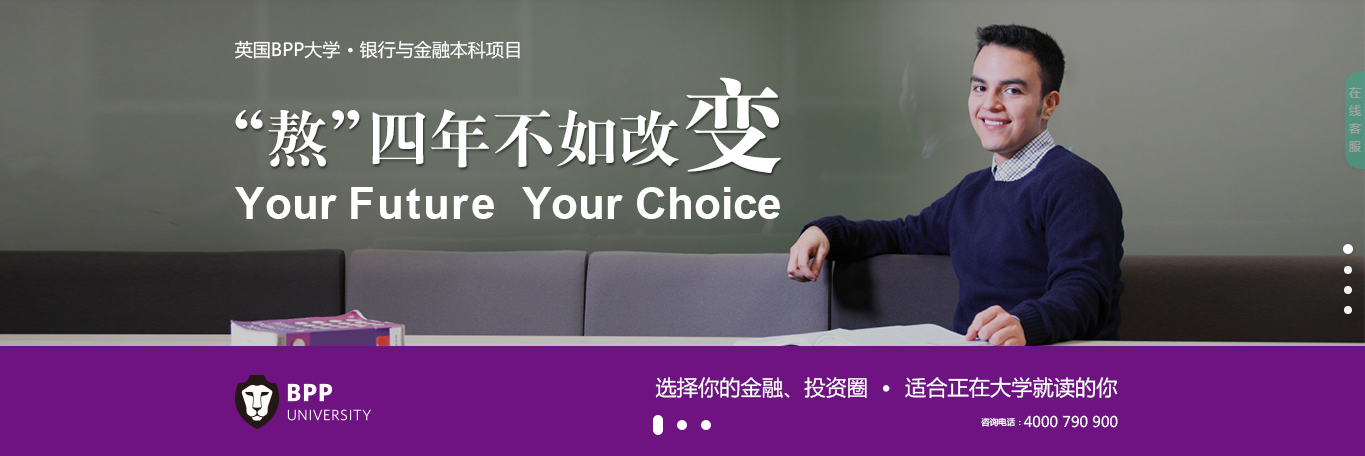 英国BPP大学·银行与金融本科项目
“熬”四年不如改变
Your Future Your Choice
在线客服
BPP
UNIVERSITY
选择你的金融、投资圈 • 适合正在大学就读的你
咨询电话：4000 790 900